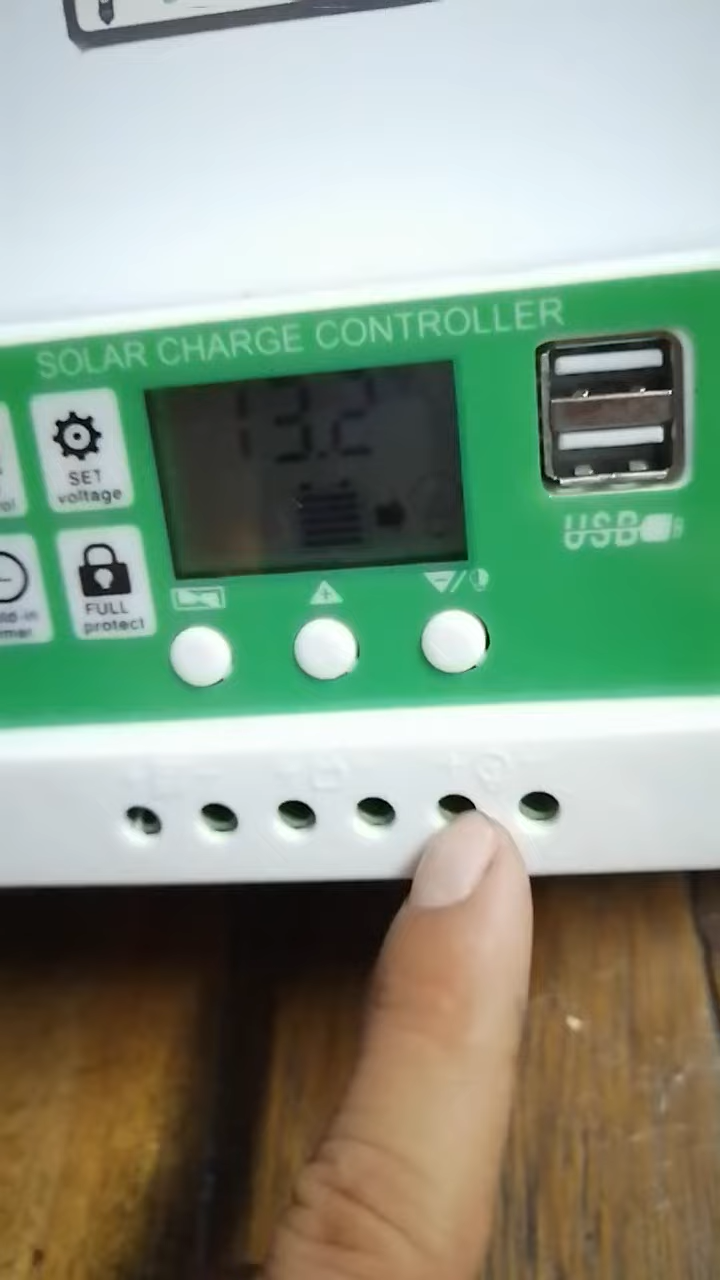 SOLAR CHARGE CONTROLLER
13.2
SET
voltage
FULL
protect
USB